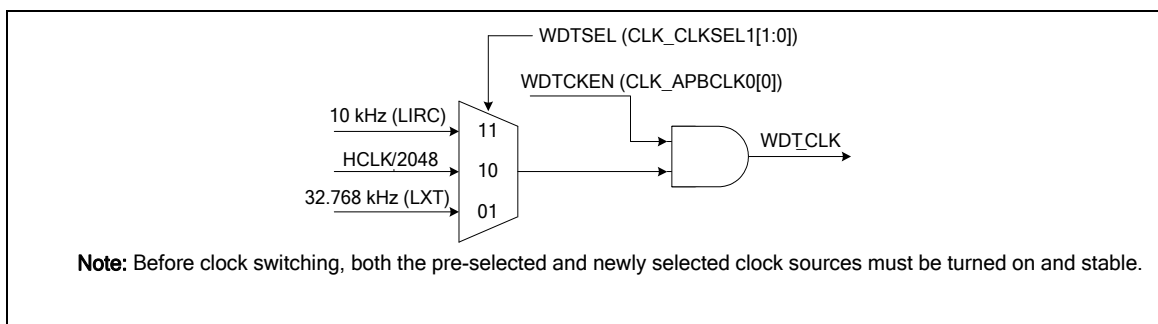 WDTSEL (CLK_CLKSEL1[1:0])
WDTCKEN (CLK_APBCLK0[0])
10 kHz (LIRC)
11
WDT_CLK
HCLK/2048
10
32.768 kHz (LXT)
01
Note: Before clock switching, both the pre-selected and newly selected clock sources must be turned on and stable.